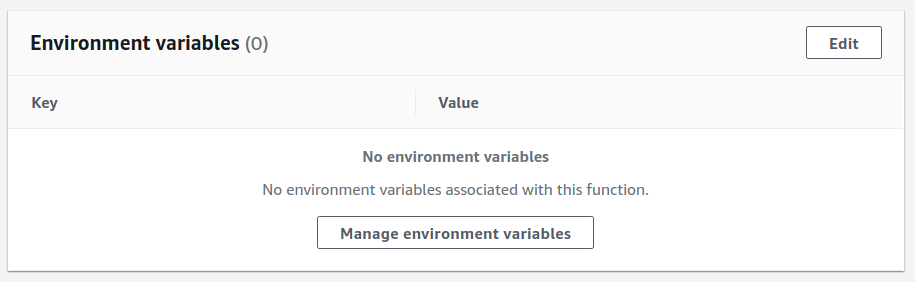 Environment variables (0)
Edit
Key
Value
No environment variables
No environment variables associated with this function.
Manage environment variables